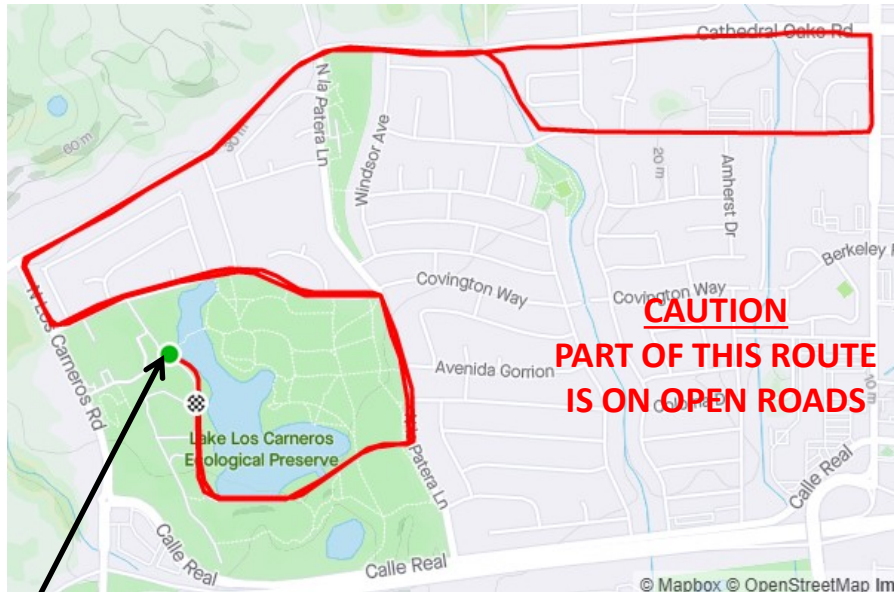 Cathedral Oaks Rd
N la Patera Ln
Windsor Ave
60 m
20 m
Amherst Dr
Berkeley
Covington Way
Covington Way
N Los Carneros Rd
CAUTION
PART OF THIS ROUTE
IS ON OPEN ROADS
Avenida Gorrion
10 m
Lake Los Carneros
Ecological Preserve
Patera Ln
Calle Real
Calle Real
Calle Real
© Mapbox © OpenStreetMap Im